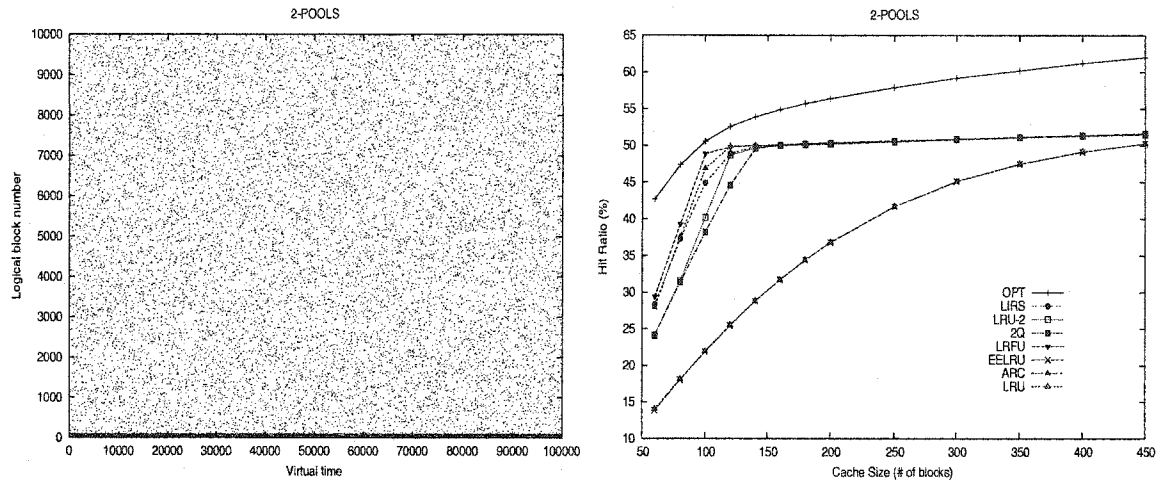 2-POOLS
10000
9000
8000
7000
6000
5000
4000
3000
2000
1000
0
Logical block number
0 10000 20000 30000 40000 50000 60000 70000 80000 90000 100000
Virtual time
2-POOLS
65
60
55
50
45
40
35
30
25
20
15
10
Hit Ratio (%)
OPT
LIRS
LRU-2
2Q
LRFU
EELRU
ARC
LRU
50 100 150 200 250 300 350 400 450
Cache Size (# of blocks)